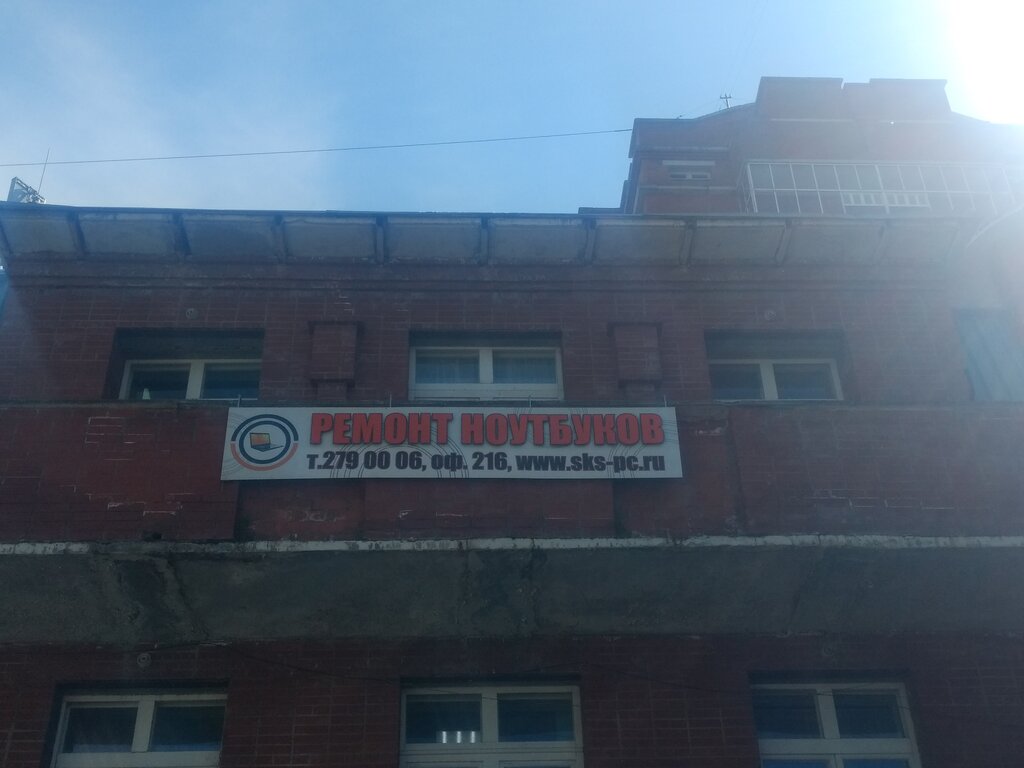 РЕМОНТ НОУТБУКОВ
т.279 00 06, оф. 216, www.sks-pc.ru